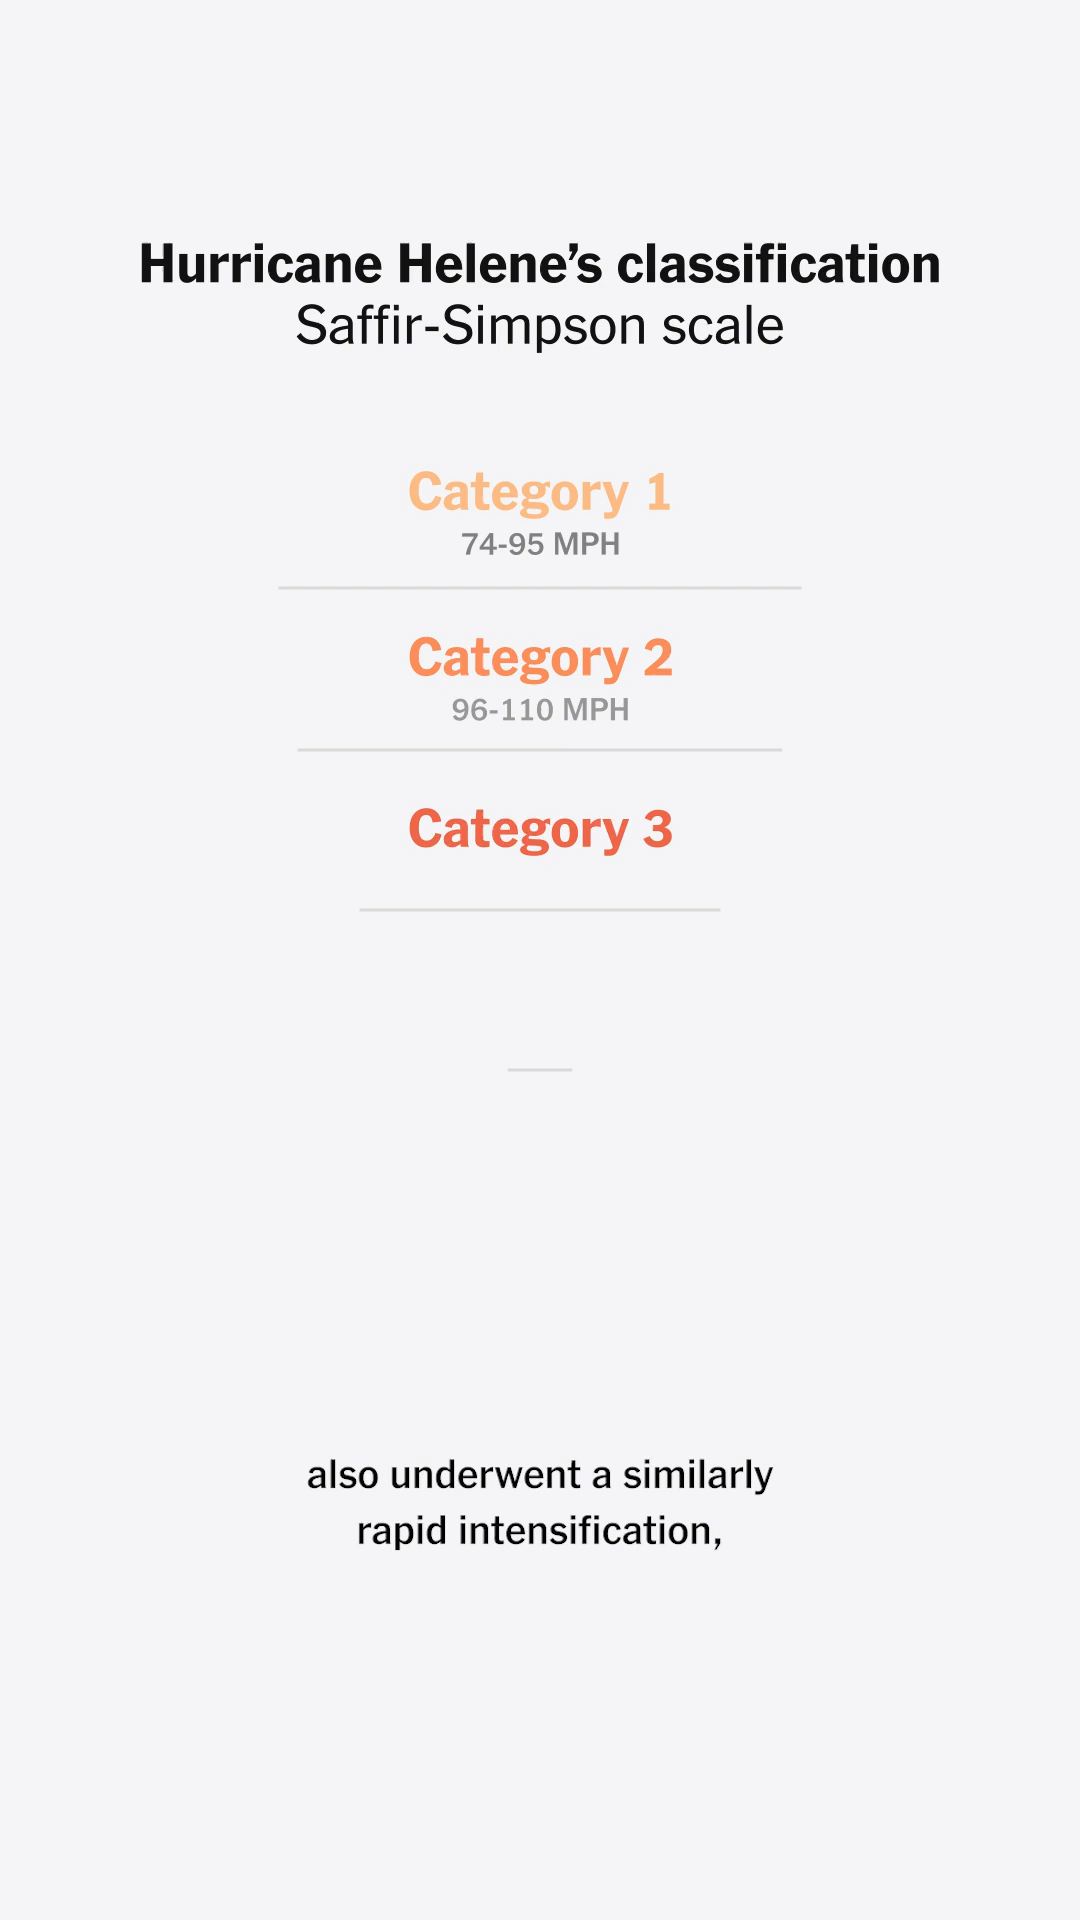 Hurricane Helene’s classification
Saffir-Simpson scale
Category 1
74-95 MPH
Category 2
96-110 MPH
Category 3
also underwent a similarly
rapid intensification,